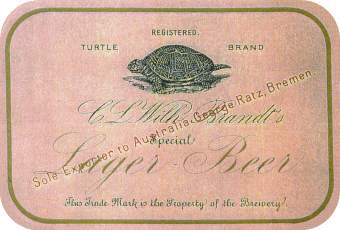 REGISTERED.
TURTLE BRAND
C. L. Wilh. Brandt's
Special
Lager-Beer
Sole Exporter to Australia: George Ratz, Bremen
This Trade Mark is the Property of the Brewery.